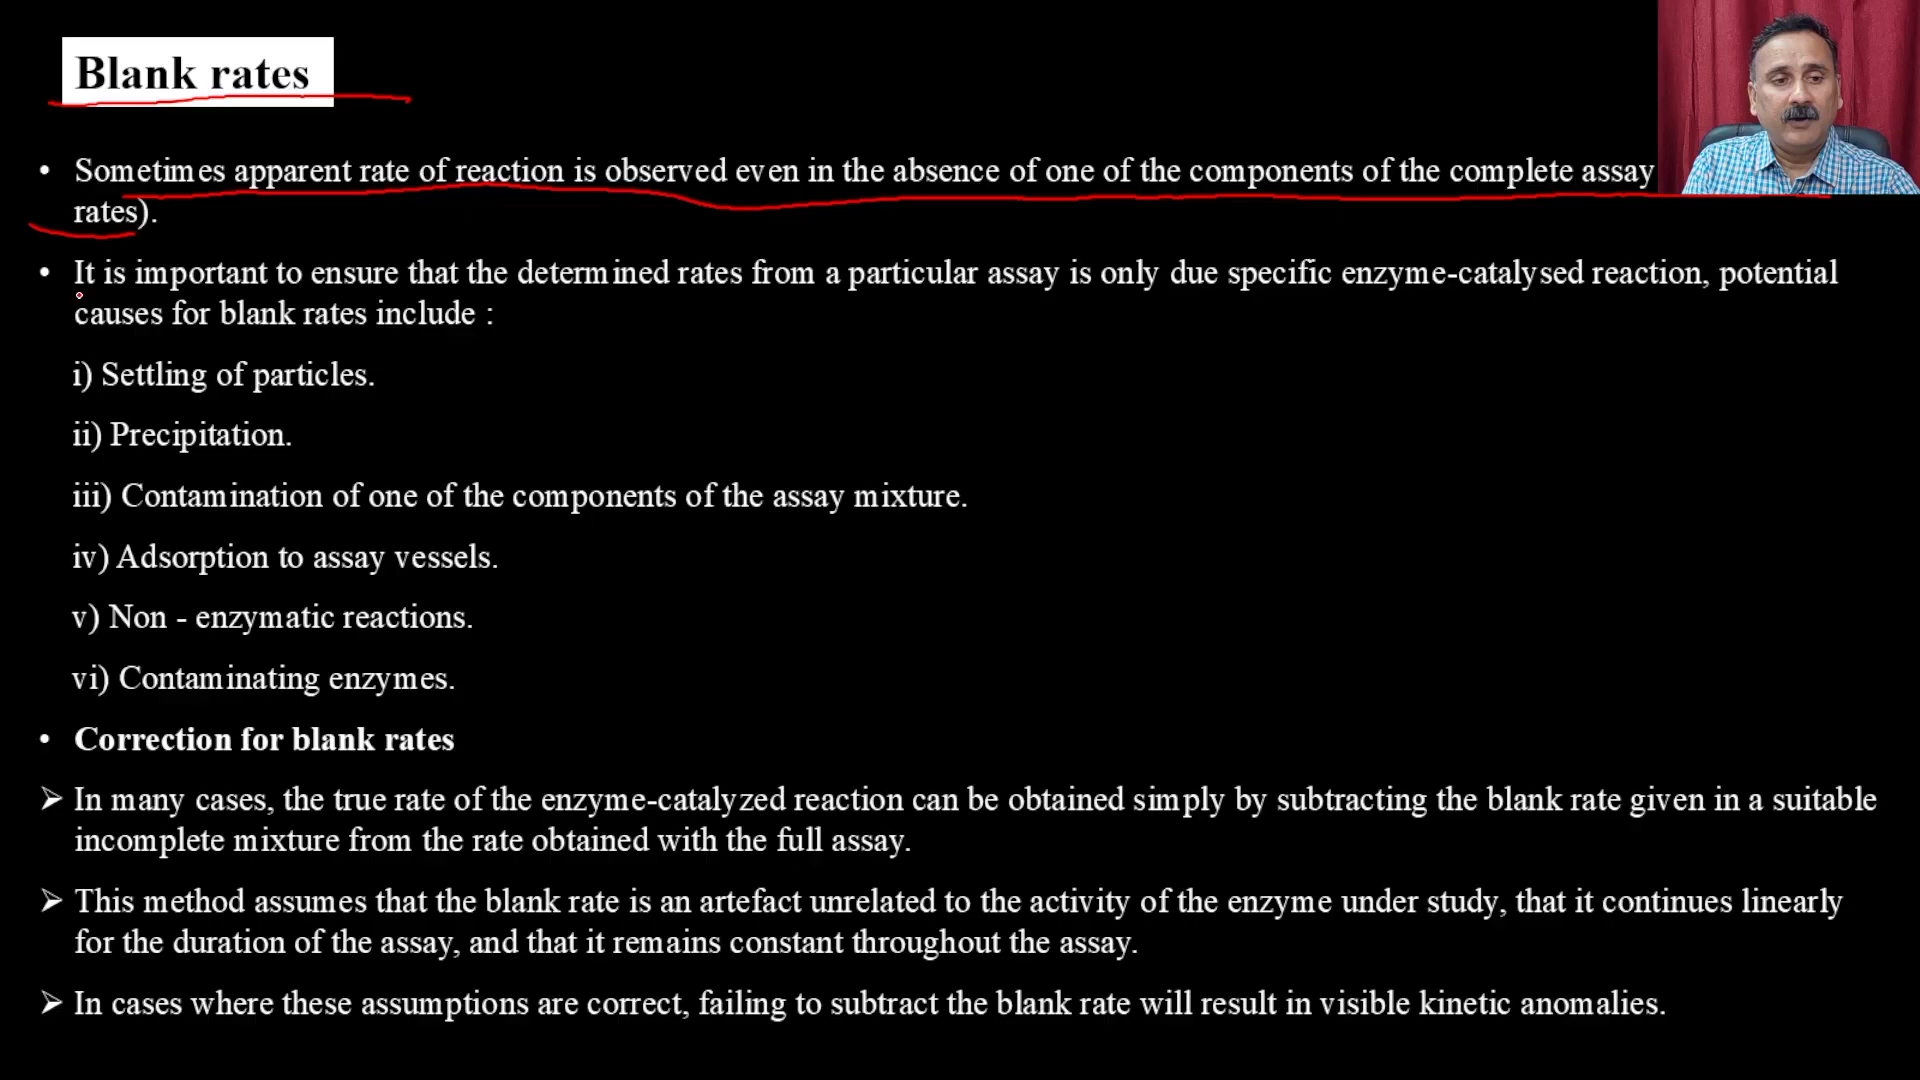 Blank rates
• Sometimes apparent rate of reaction is observed even in the absence of one of the components of the complete assay
rates).
• It is important to ensure that the determined rates from a particular assay is only due specific enzyme-catalysed reaction, potential
causes for blank rates include :
i) Settling of particles.
ii) Precipitation.
iii) Contamination of one of the components of the assay mixture.
iv) Adsorption to assay vessels.
v) Non - enzymatic reactions.
vi) Contaminating enzymes.
• Correction for blank rates
➢ In many cases, the true rate of the enzyme-catalyzed reaction can be obtained simply by subtracting the blank rate given in a suitable
incomplete mixture from the rate obtained with the full assay.
➢ This method assumes that the blank rate is an artefact unrelated to the activity of the enzyme under study, that it continues linearly
for the duration of the assay, and that it remains constant throughout the assay.
➢ In cases where these assumptions are correct, failing to subtract the blank rate will result in visible kinetic anomalies.